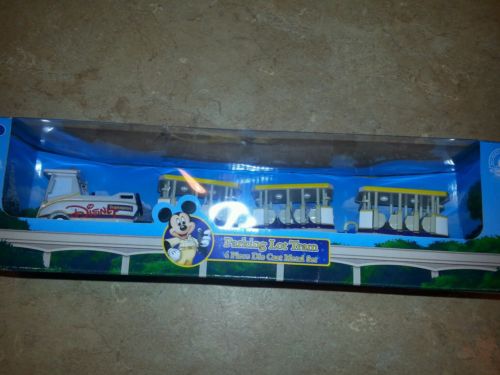 Disney
Parking Lot Tram
4 Piece Die Cast Metal Set